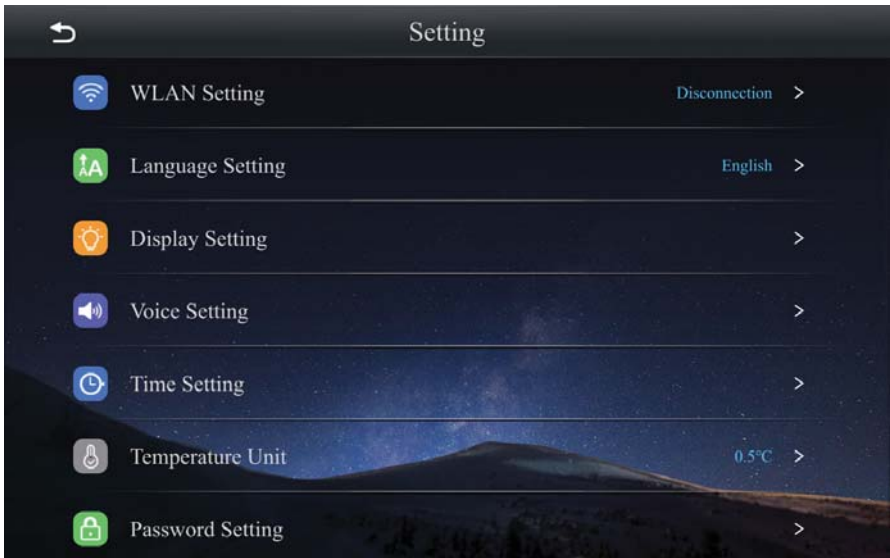 Setting
WLAN Setting Disconnection >
Language Setting English >
Display Setting >
Voice Setting >
Time Setting >
Temperature Unit 0.5℃ >
Password Setting >